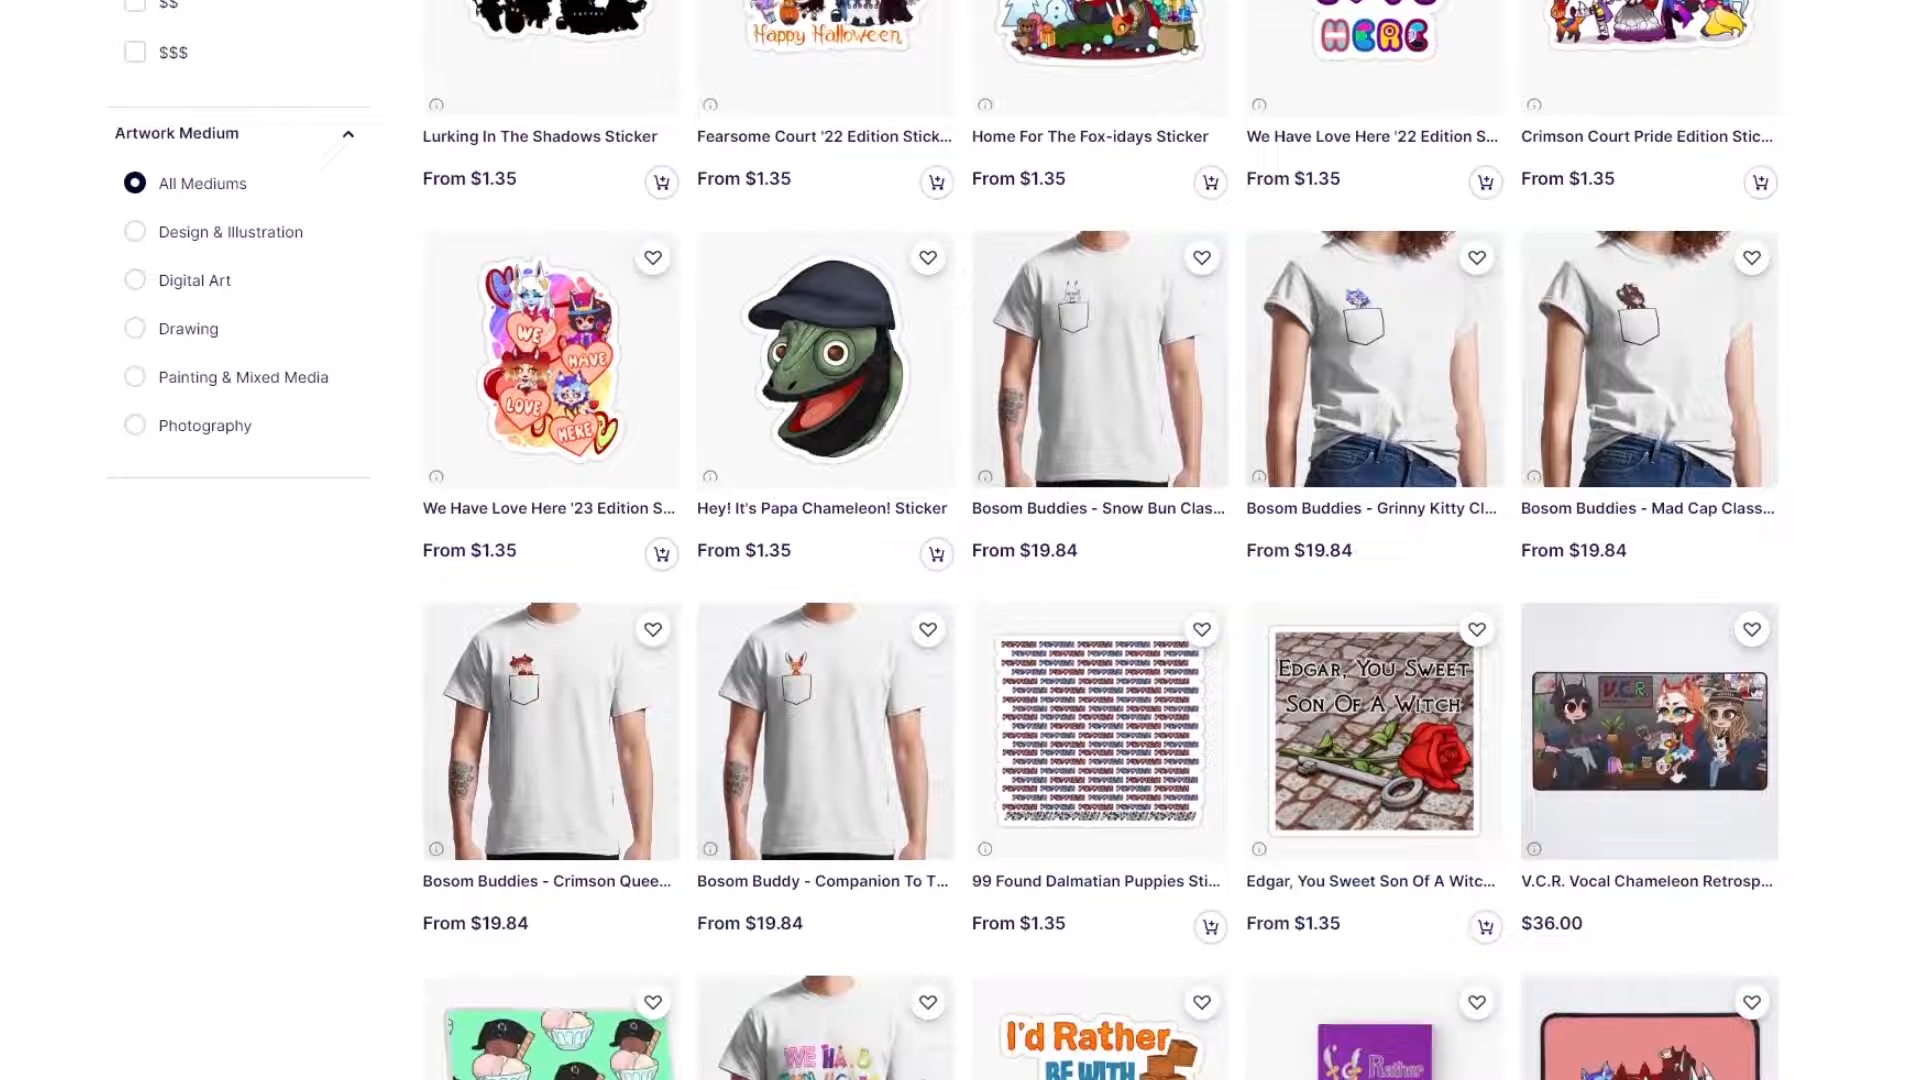 $$
$$$
Artwork Medium
All Mediums
Design & Illustration
Digital Art
Drawing
Painting & Mixed Media
Photography
Happy Halloween
HERE
Lurking In The Shadows Sticker
Fearsome Court '22 Edition Stick...
Home For The Fox-idays Sticker
We Have Love Here '22 Edition S...
Crimson Court Pride Edition Stic...
From $1.35
From $1.35
From $1.35
From $1.35
From $1.35
WE
HAVE
LOVE
HERE
We Have Love Here '23 Edition S...
Hey! It's Papa Chameleon! Sticker
Bosom Buddies - Snow Bun Clas...
Bosom Buddies - Grinny Kitty Cl...
Bosom Buddies - Mad Cap Class...
From $1.35
From $1.35
From $19.84
From $19.84
From $19.84
Edgar, You Sweet
Son Of A Witch
V.C.R.
Bosom Buddies - Crimson Quee...
Bosom Buddy - Companion To T...
99 Found Dalmatian Puppies Sti...
Edgar, You Sweet Son Of A Witc...
V.C.R. Vocal Chameleon Retrosp...
From $19.84
From $19.84
From $1.35
From $1.35
$36.00
I'd Rather
BE WITH
I'd Rather